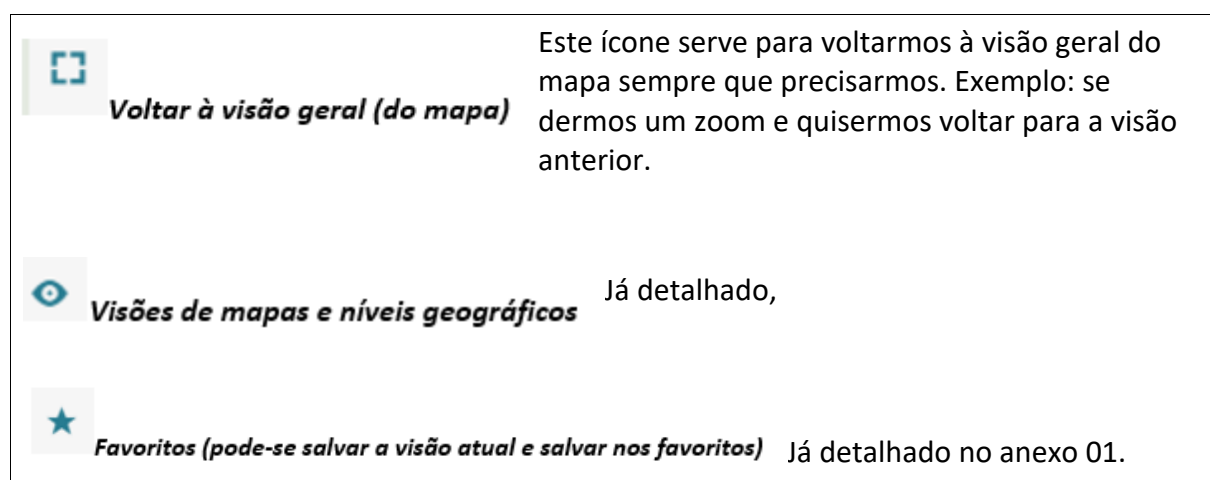 Voltar à visão geral (do mapa)
Este ícone serve para voltarmos à visão geral do
mapa sempre que precisarmos. Exemplo: se
dermos um zoom e quisermos voltar para a visão
anterior.
Visões de mapas e níveis geográficos
Já detalhado,
Favoritos (pode-se salvar a visão atual e salvar nos favoritos)
Já detalhado no anexo 01.